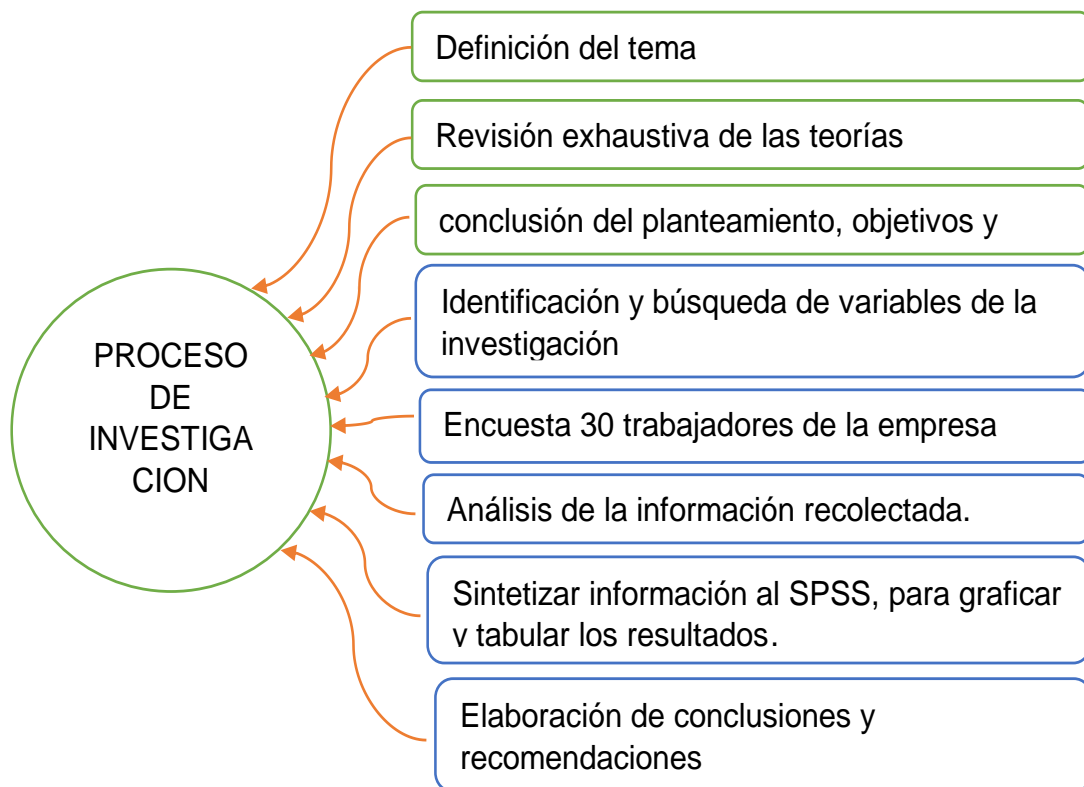 Definición del tema
Revisión exhaustiva de las teorías
conclusión del planteamiento, objetivos y
Identificación y búsqueda de variables de la
investigación
PROCESO
DE
INVESTIGA
CION
Encuesta 30 trabajadores de la empresa
Análisis de la información recolectada.
Sintetizar información al SPSS, para graficar
y tabular los resultados.
Elaboración de conclusiones y
recomendaciones